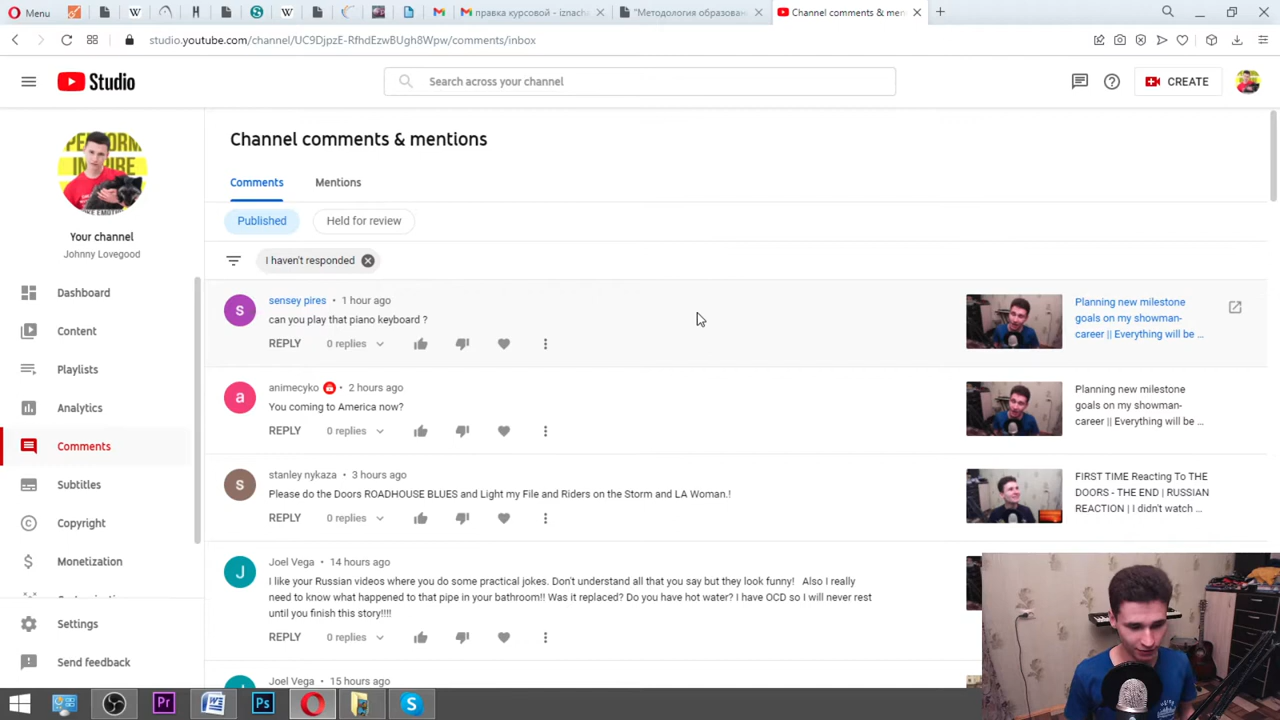 Menu
правка курсовой - iznacha
"Методология образован
Channel comments & men
studio.youtube.com/channel/UC9DjpzE-RfhdEzwBUgh8Wpw/comments/inbox
Studio
Search across your channel
CREATE
PERFORM
Your channel
Johnny Lovegood
Dashboard
Content
Playlists
Analytics
Comments
Subtitles
Copyright
Monetization
Settings
Send feedback
Channel comments & mentions
Comments
Mentions
Published
Held for review
I haven't responded
s
sensey pires • 1 hour ago
can you play that piano keyboard ?
REPLY
0 replies
Planning new milestone
goals on my showman-
career || Everything will be ...
a
animecyko • 2 hours ago
You coming to America now?
REPLY
0 replies
Planning new milestone
goals on my showman-
career || Everything will be ...
s
stanley nykaza • 3 hours ago
Please do the Doors ROADHOUSE BLUES and Light my File and Riders on the Storm and LA Woman.!
REPLY
0 replies
FIRST TIME Reacting To THE
DOORS - THE END | RUSSIAN
REACTION | I didn't watch ...
J
Joel Vega • 14 hours ago
I like your Russian videos where you do some practical jokes. Don't understand all that you say but they look funny! Also I really
need to know what happened to that pipe in your bathroom!! Was it replaced? Do you have hot water? I have OCD so I will never rest
until you finish this story!!!!
REPLY
0 replies
Joel Vega • 15 hours ago
Pr
W
Ps
S